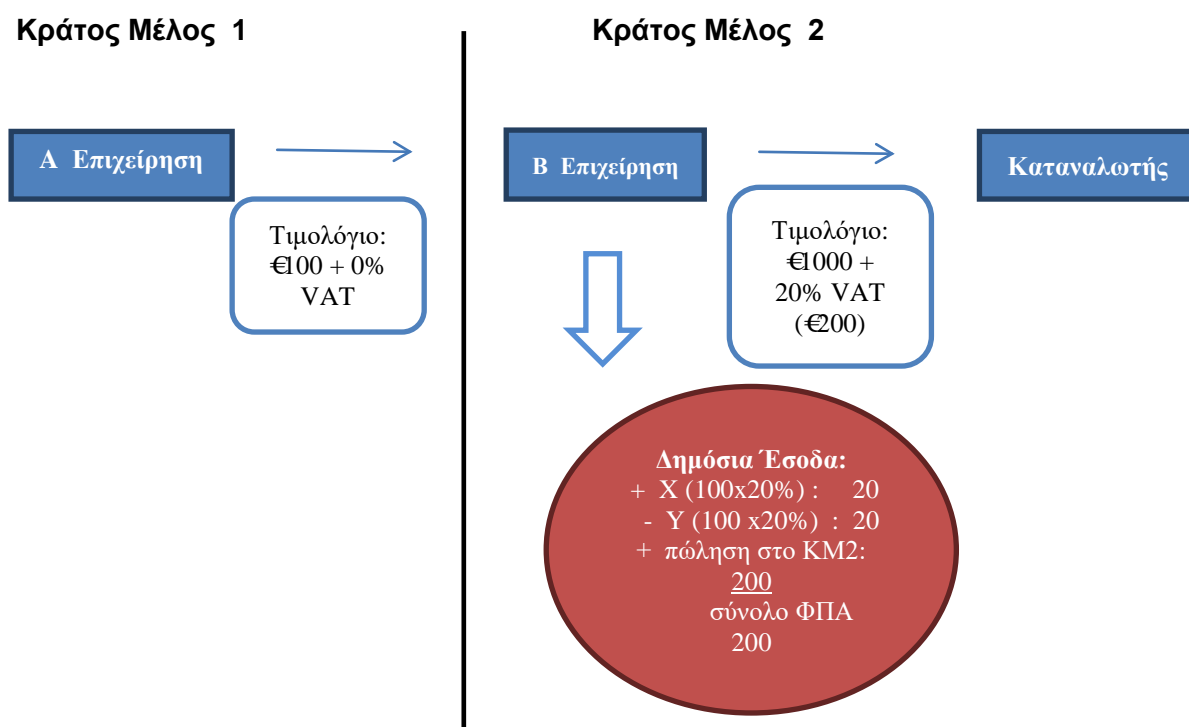 Κράτος Μέλος 1
Κράτος Μέλος 2
Α Επιχείρηση
Β Επιχείρηση
Καταναλωτής
Τιμολόγιο:
€100 + 0%
VAT
Τιμολόγιο:
€1000 +
20% VAT
(€200)
Δημόσια Έσοδα:
+ Χ (100x20%) : 20
- Υ (100 x20%) : 20
+ πώληση στο ΚΜ2:
200
σύνολο ΦΠΑ
200